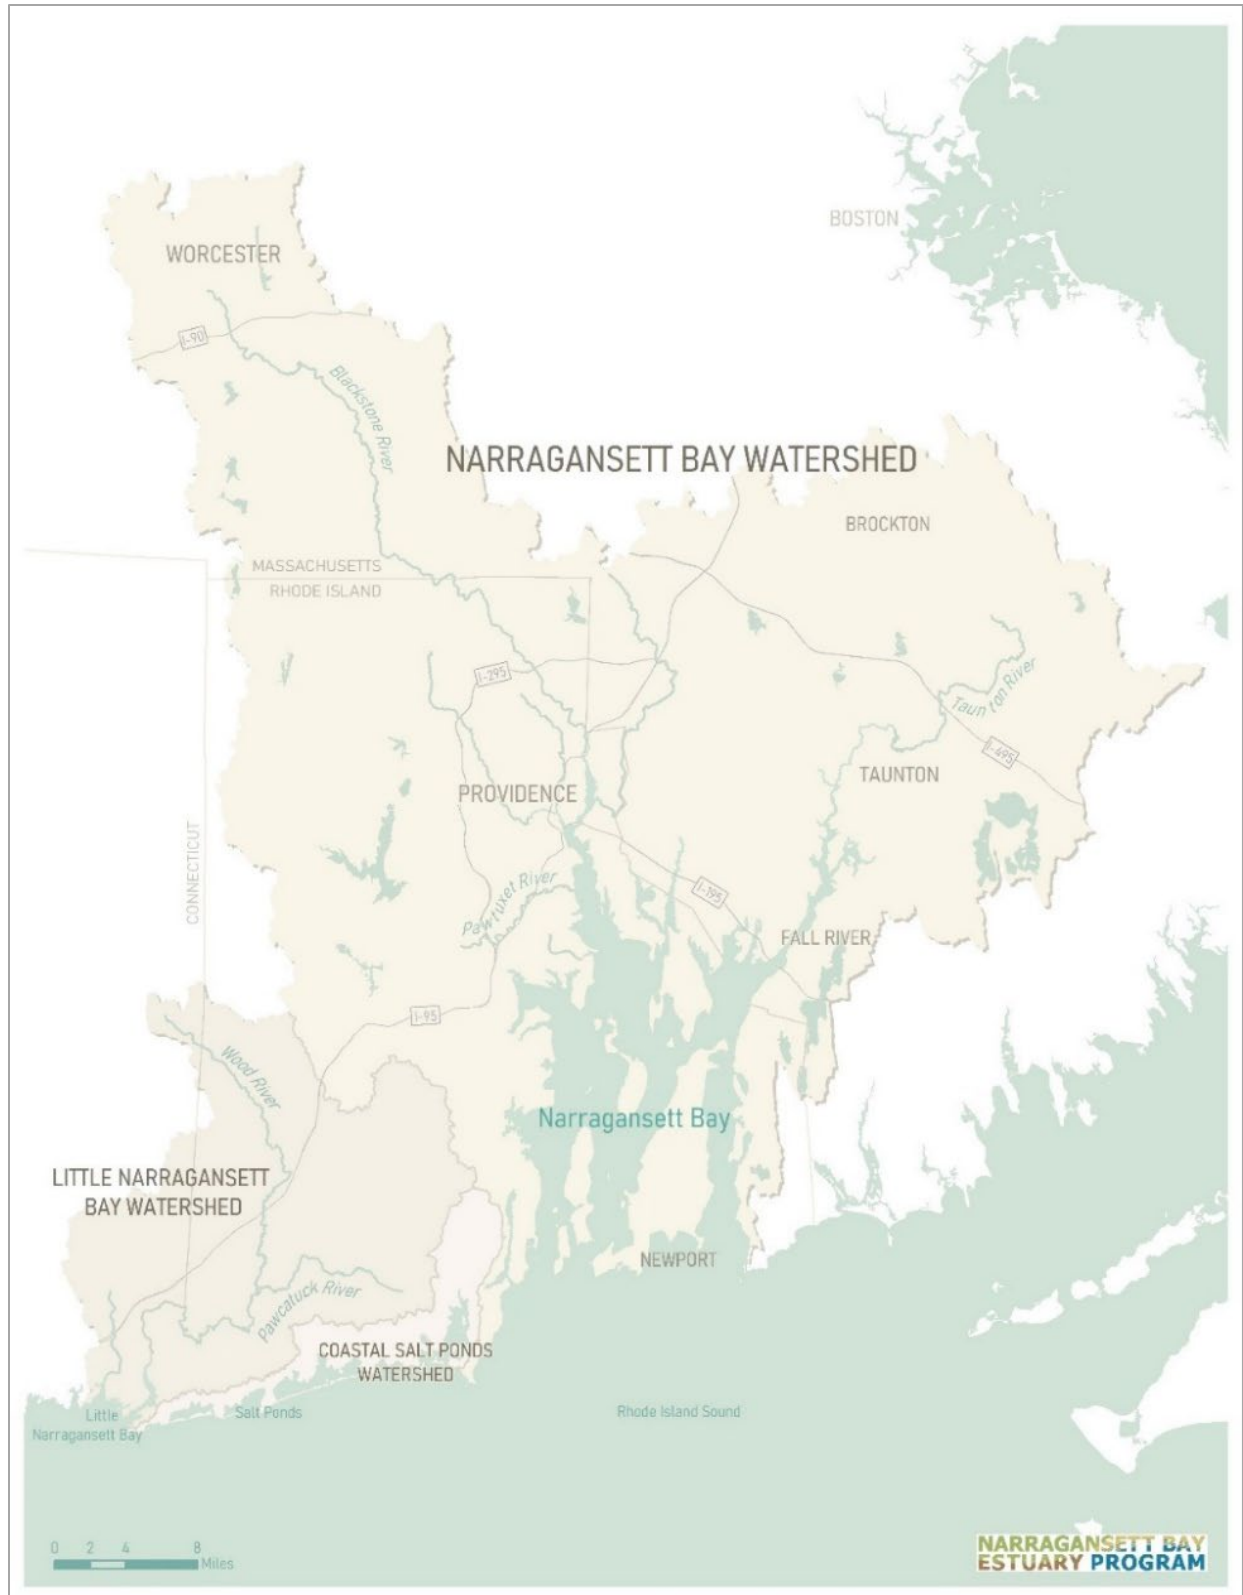 BOSTON
WORCESTER
I-90
Blackstone River
NARRAGANSETT BAY WATERSHED
BROCKTON
MASSACHUSETTS
RHODE ISLAND
I-295
Taunton River
I-495
TAUNTON
PROVIDENCE
CONNECTICUT
Pawtuxet River
I-195
FALL RIVER
I-95
Wood River
Narragansett Bay
LITTLE NARRAGANSETT
BAY WATERSHED
NEWPORT
Pawcatuck River
COASTAL SALT PONDS
WATERSHED
Little
Narragansett Bay
Salt Ponds
Rhode Island Sound
0 2 4 8
Miles
NARRAGANSETT BAY
ESTUARY PROGRAM